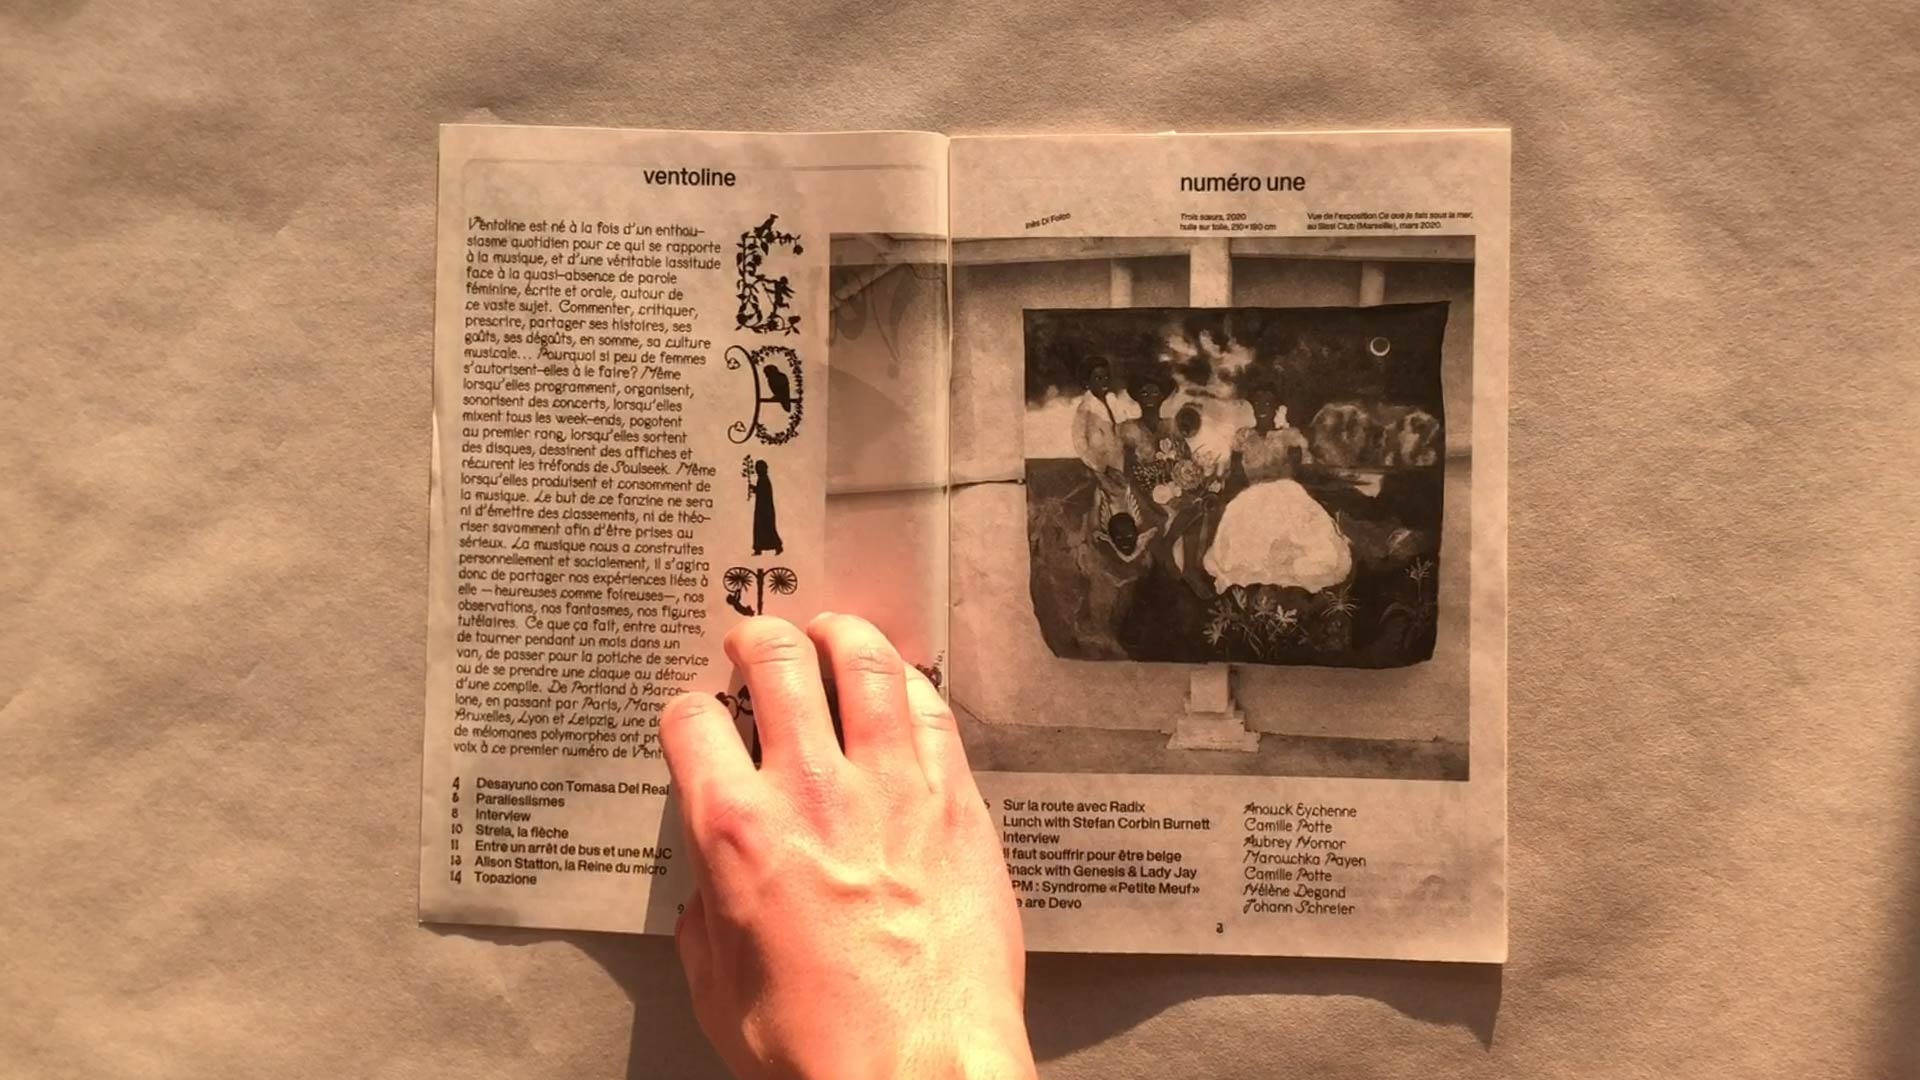 ventoline
Ventoline est né à la fois d'un enthou–
siasme quotidien pour ce qui se rapporte
à la musique, et d'une véritable lassitude
face à la quasi–absence de parole
féminine, écrite et orale, autour de
ce vaste sujet. Commenter, critiquer,
prescrire, partager ses histoires, ses
goûts, ses dégoûts, en somme, sa culture
musicale... Pourquoi si peu de femmes
s'autorisent–elles à le faire? Même
lorsqu'elles programment, organisent,
sonorisent des concerts, lorsqu'elles
mixent tous les week–ends, pogotent
au premier rang, lorsqu'elles sortent
des disques, dessinent des affiches et
récurent les tréfonds de Soulseek. Même
lorsqu'elles produisent et consomment de
la musique. Le but de ce fanzine ne sera
ni d'émettre des classements, ni de théo–
riser savamment afin d'être prises au
sérieux. La musique nous a construites
personnellement et socialement, il s'agira
donc de partager nos expériences liées à
elle —heureuses comme foireuses—, nos
observations, nos fantasmes, nos figures
tutélaires. Ce que ça fait, entre autres,
de tourner pendant un mois dans un
van, de passer pour la potiche de service
ou de se prendre une claque au détour
d'une compile. De Portland à Barce–
lone, en passant par Paris,
Bruxelles, Lyon et Leipzig, une
de mélomanes polymorphes ont
voix à ce premier numéro de
4 Desayuno con Tomasa Del Real
6 Paralleslismes
8 Interview
10 Strela, la flèche
11 Entre un arrêt de bus et une MJC
12 Alison Statton, la Reine du micro
14 Topazione
numéro une
Inès Di Folco
Trois sœurs, 2020
huile sur toile, 210×180 cm
Vue de l'exposition Ce que je fais sous la mer,
au Sissi Club (Marseille), mars 2020.
Sur la route avec Radix Anouck Eychenne
Lunch with Stefan Corbin Burnett Camille Potte
Interview Aubrey Hornor
Il faut souffrir pour être belge Marouchka Payen
Snack with Genesis & Lady Jay Camille Potte
PM : Syndrome «Petite Meuf» Hélène Degand
are Devo Johann Schreier
3